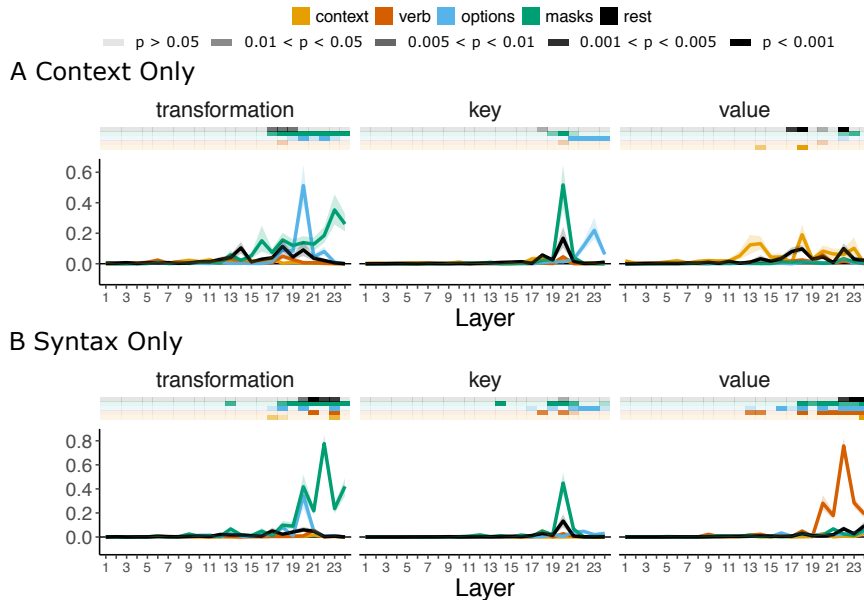 context verb options masks rest
p > 0.05 0.01 < p < 0.05 0.005 < p < 0.01 0.001 < p < 0.005 p < 0.001
A Context Only
transformation key value
0.6
0.4
0.2
0.0
1 3 5 7 9 11 13 15 17 19 21 23 1 3 5 7 9 11 13 15 17 19 21 23 1 3 5 7 9 11 13 15 17 19 21 23
Layer
B Syntax Only
transformation key value
0.8
0.6
0.4
0.2
0.0
1 3 5 7 9 11 13 15 17 19 21 23 1 3 5 7 9 11 13 15 17 19 21 23 1 3 5 7 9 11 13 15 17 19 21 23
Layer